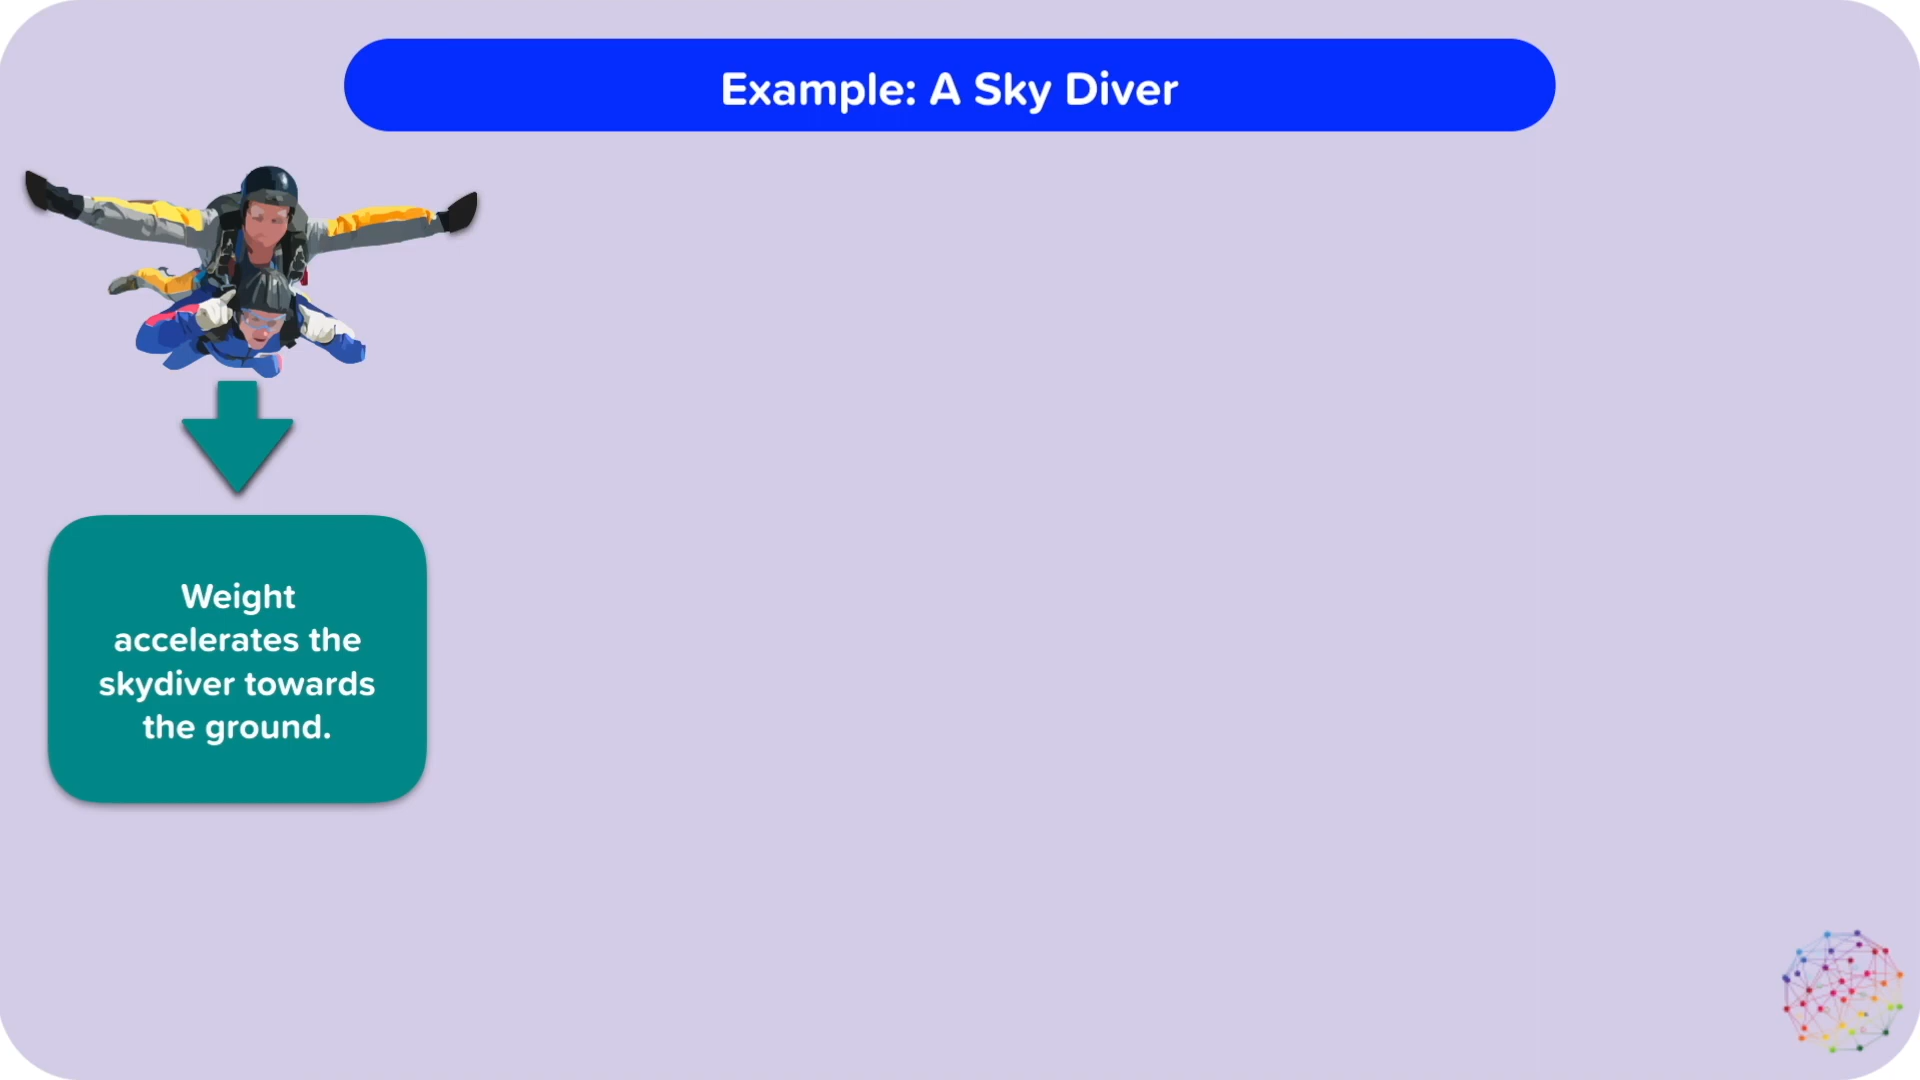 Example: A Sky Diver
Weight
accelerates the
skydiver towards
the ground.